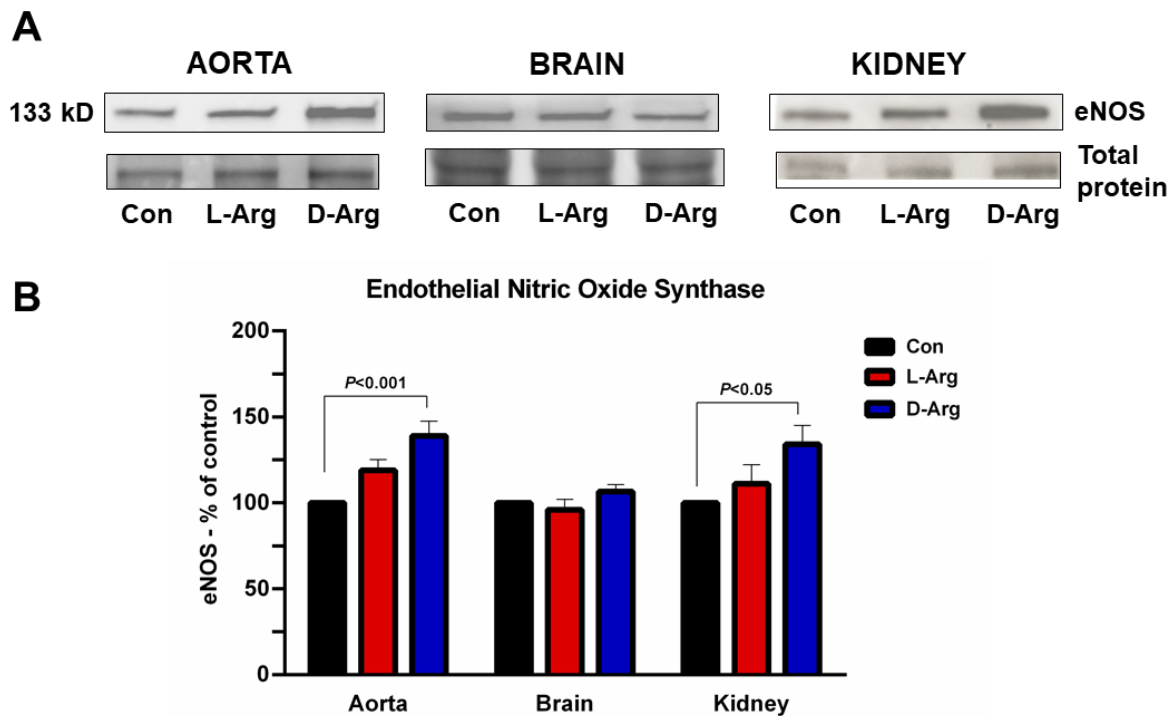 A
AORTA BRAIN KIDNEY
133 kD eNOS
Total
protein
Con L-Arg D-Arg Con L-Arg D-Arg Con L-Arg D-Arg
B
Endothelial Nitric Oxide Synthase
eNOS - % of control
200
150
100
50
0
P<0.001
P<0.05
Con
L-Arg
D-Arg
Aorta Brain Kidney